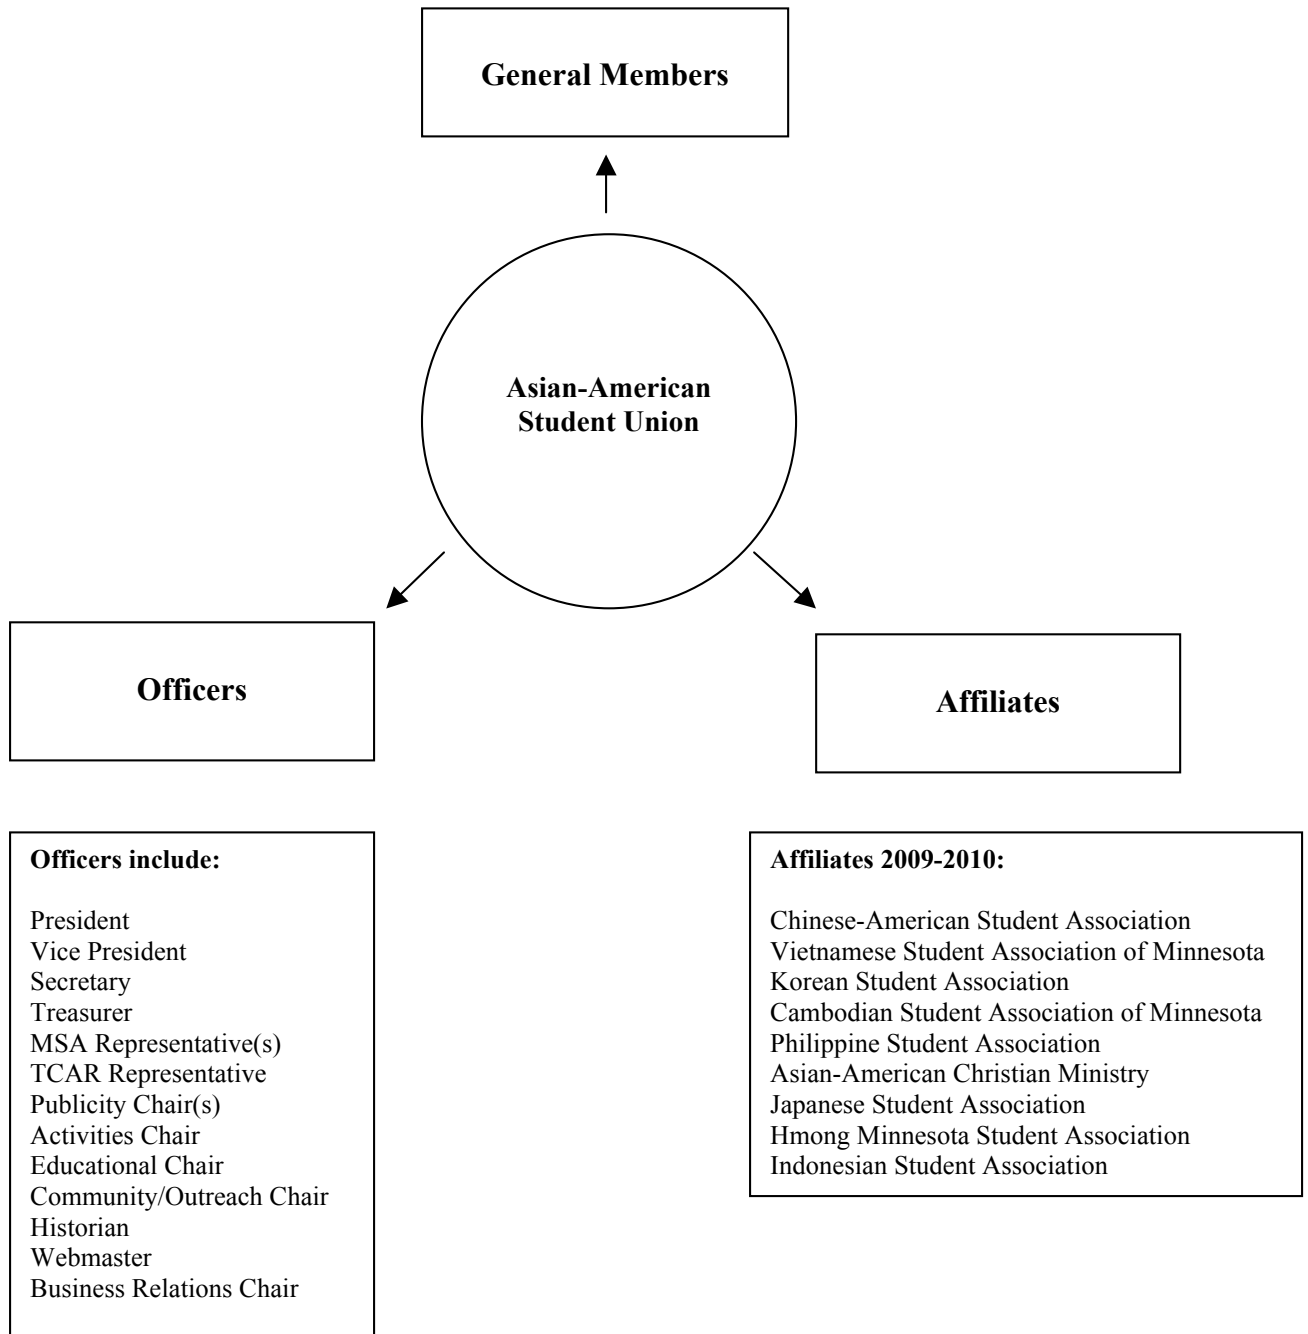 General Members
Asian-American
Student Union
Officers
Affiliates
Officers include:
President
Vice President
Secretary
Treasurer
MSA Representative(s)
TCAR Representative
Publicity Chair(s)
Activities Chair
Educational Chair
Community/Outreach Chair
Historian
Webmaster
Business Relations Chair
Affiliates 2009-2010:
Chinese-American Student Association
Vietnamese Student Association of Minnesota
Korean Student Association
Cambodian Student Association of Minnesota
Philippine Student Association
Asian-American Christian Ministry
Japanese Student Association
Hmong Minnesota Student Association
Indonesian Student Association